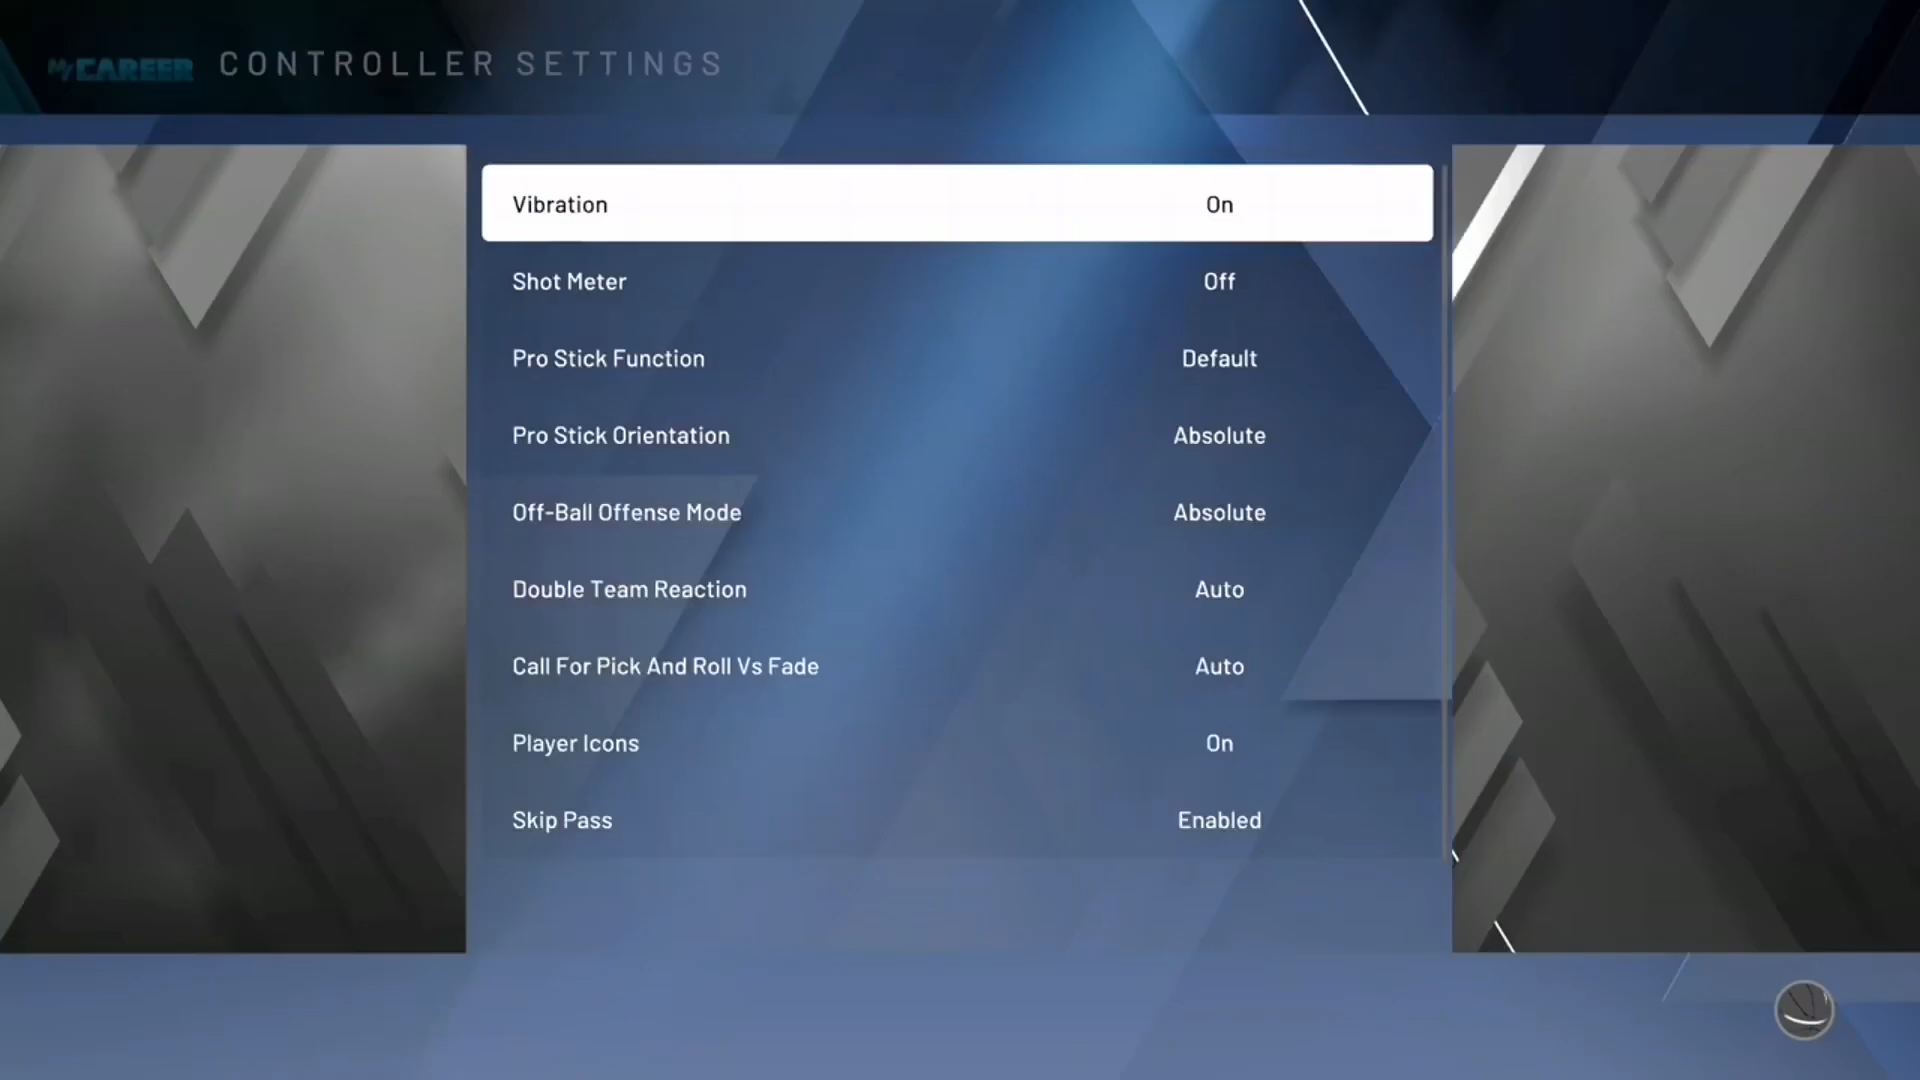 MyCAREER CONTROLLER SETTINGS
Vibration On
Shot Meter Off
Pro Stick Function Default
Pro Stick Orientation Absolute
Off-Ball Offense Mode Absolute
Double Team Reaction Auto
Call For Pick And Roll Vs Fade Auto
Player Icons On
Skip Pass Enabled